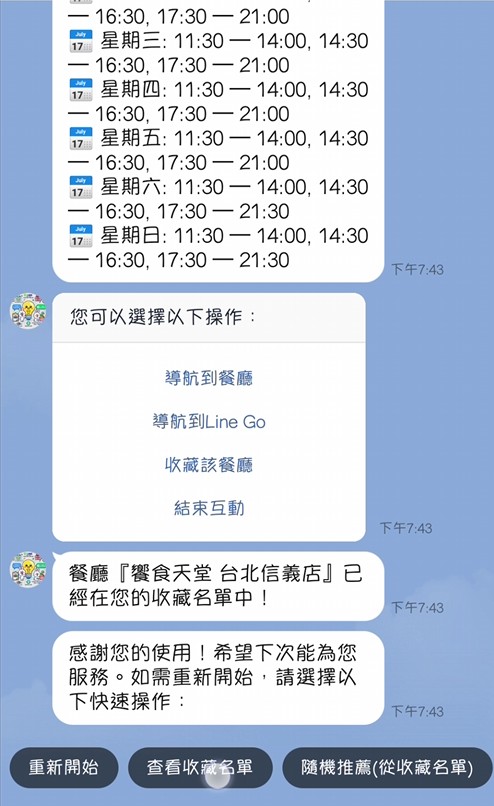 — 16:30, 17:30 — 21:00
July 17 星期三: 11:30 — 14:00, 14:30
— 16:30, 17:30 — 21:00
July 17 星期四: 11:30 — 14:00, 14:30
— 16:30, 17:30 — 21:00
July 17 星期五: 11:30 — 14:00, 14:30
— 16:30, 17:30 — 21:00
July 17 星期六: 11:30 — 14:00, 14:30
— 16:30, 17:30 — 21:30
July 17 星期日: 11:30 — 14:00, 14:30
— 16:30, 17:30 — 21:30
下午7:43
您可以選擇以下操作：
導航到餐廳
導航到Line Go
收藏該餐廳
結束互動
下午7:43
餐廳『饗食天堂 台北信義店』已
經在您的收藏名單中！
下午7:43
感謝您的使用！希望下次能為您
服務。如需重新開始，請選擇以
下快速操作：
下午7:43
重新開始
查看收藏名單
隨機推薦(從收藏名單)